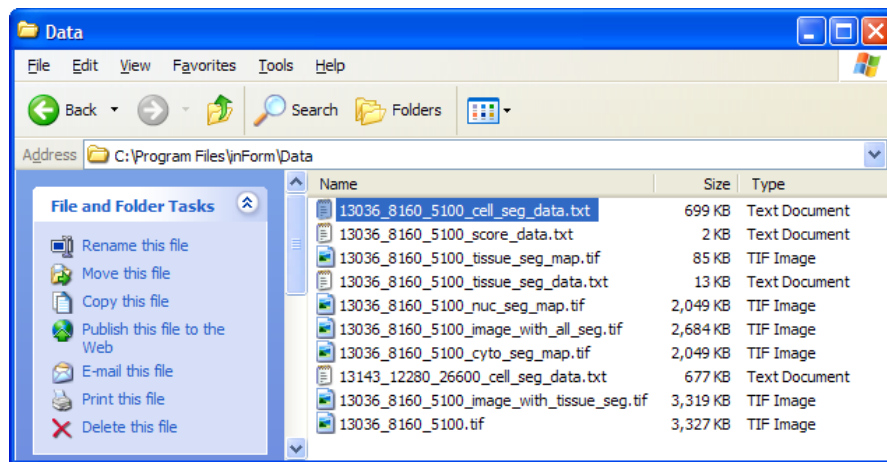 Data
File Edit View Favorites Tools Help
Back Search Folders
Address C:\Program Files\inForm\Data
File and Folder Tasks
Rename this file
Move this file
Copy this file
Publish this file to the
Web
E-mail this file
Print this file
Delete this file
Name Size Type
13036_8160_5100_cell_seg_data.txt 699 KB Text Document
13036_8160_5100_score_data.txt 2 KB Text Document
13036_8160_5100_tissue_seg_map.tif 85 KB TIF Image
13036_8160_5100_tissue_seg_data.txt 13 KB Text Document
13036_8160_5100_nuc_seg_map.tif 2,049 KB TIF Image
13036_8160_5100_image_with_all_seg.tif 2,684 KB TIF Image
13036_8160_5100_cyto_seg_map.tif 2,049 KB TIF Image
13143_12280_26600_cell_seg_data.txt 677 KB Text Document
13036_8160_5100_image_with_tissue_seg.tif 3,319 KB TIF Image
13036_8160_5100.tif 3,327 KB TIF Image